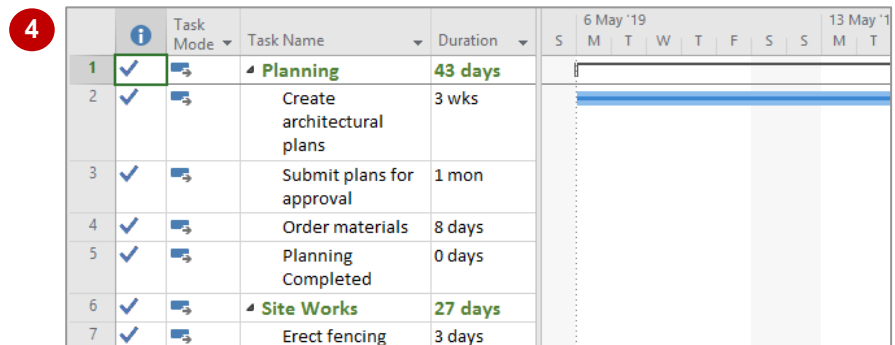 4
6 May '19 13 May '1
Task
Mode Task Name Duration S M T W T F S S M T
1 Planning 43 days
2 Create 3 wks
architectural
plans
3 Submit plans for 1 mon
approval
4 Order materials 8 days
5 Planning 0 days
Completed
6 Site Works 27 days
7 Erect fencing 3 days